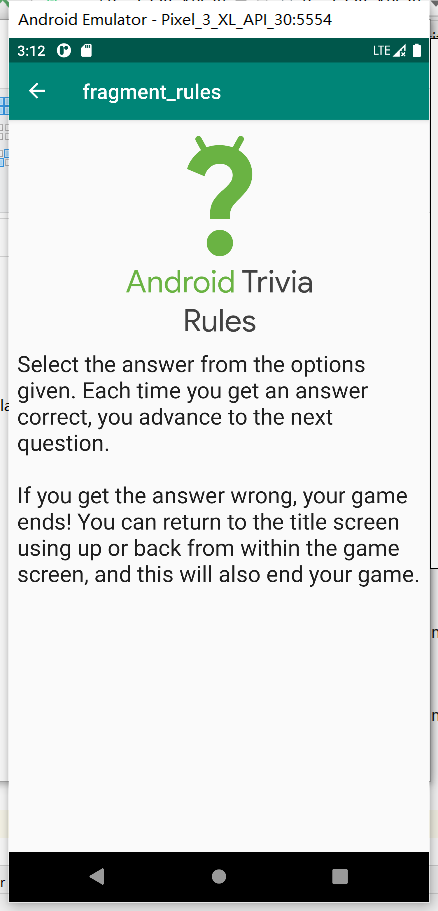 Android Emulator - Pixel_3_XL_API_30:5554
3:12
LTE
fragment_rules
Android Trivia
Rules
Select the answer from the options
given. Each time you get an answer
correct, you advance to the next
question.
If you get the answer wrong, your game
ends! You can return to the title screen
using up or back from within the game
screen, and this will also end your game.